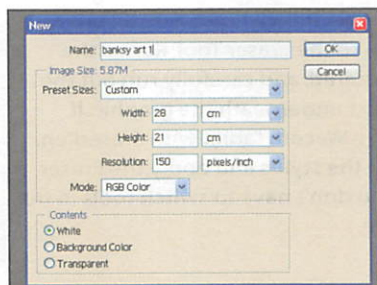 New
Name: banksy art 1
OK
Image Size: 5.87M
Cancel
Preset Sizes: Custom
Width: 28 cm
Height: 21 cm
Resolution: 150 pixels/inch
Mode: RGB Color
Contents
White
Background Color
Transparent